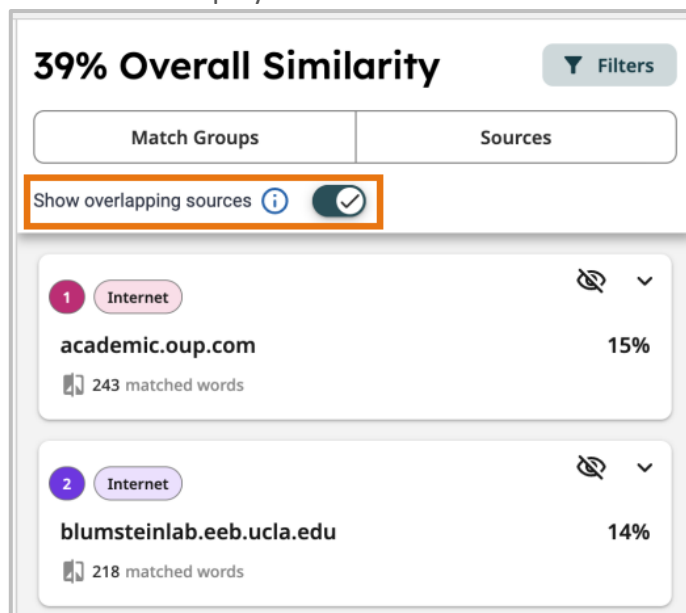 39% Overall Similarity
Filters
Match Groups
Sources
Show overlapping sources
1 Internet
academic.oup.com 15%
243 matched words
2 Internet
blumsteinlab.eeb.ucla.edu 14%
218 matched words